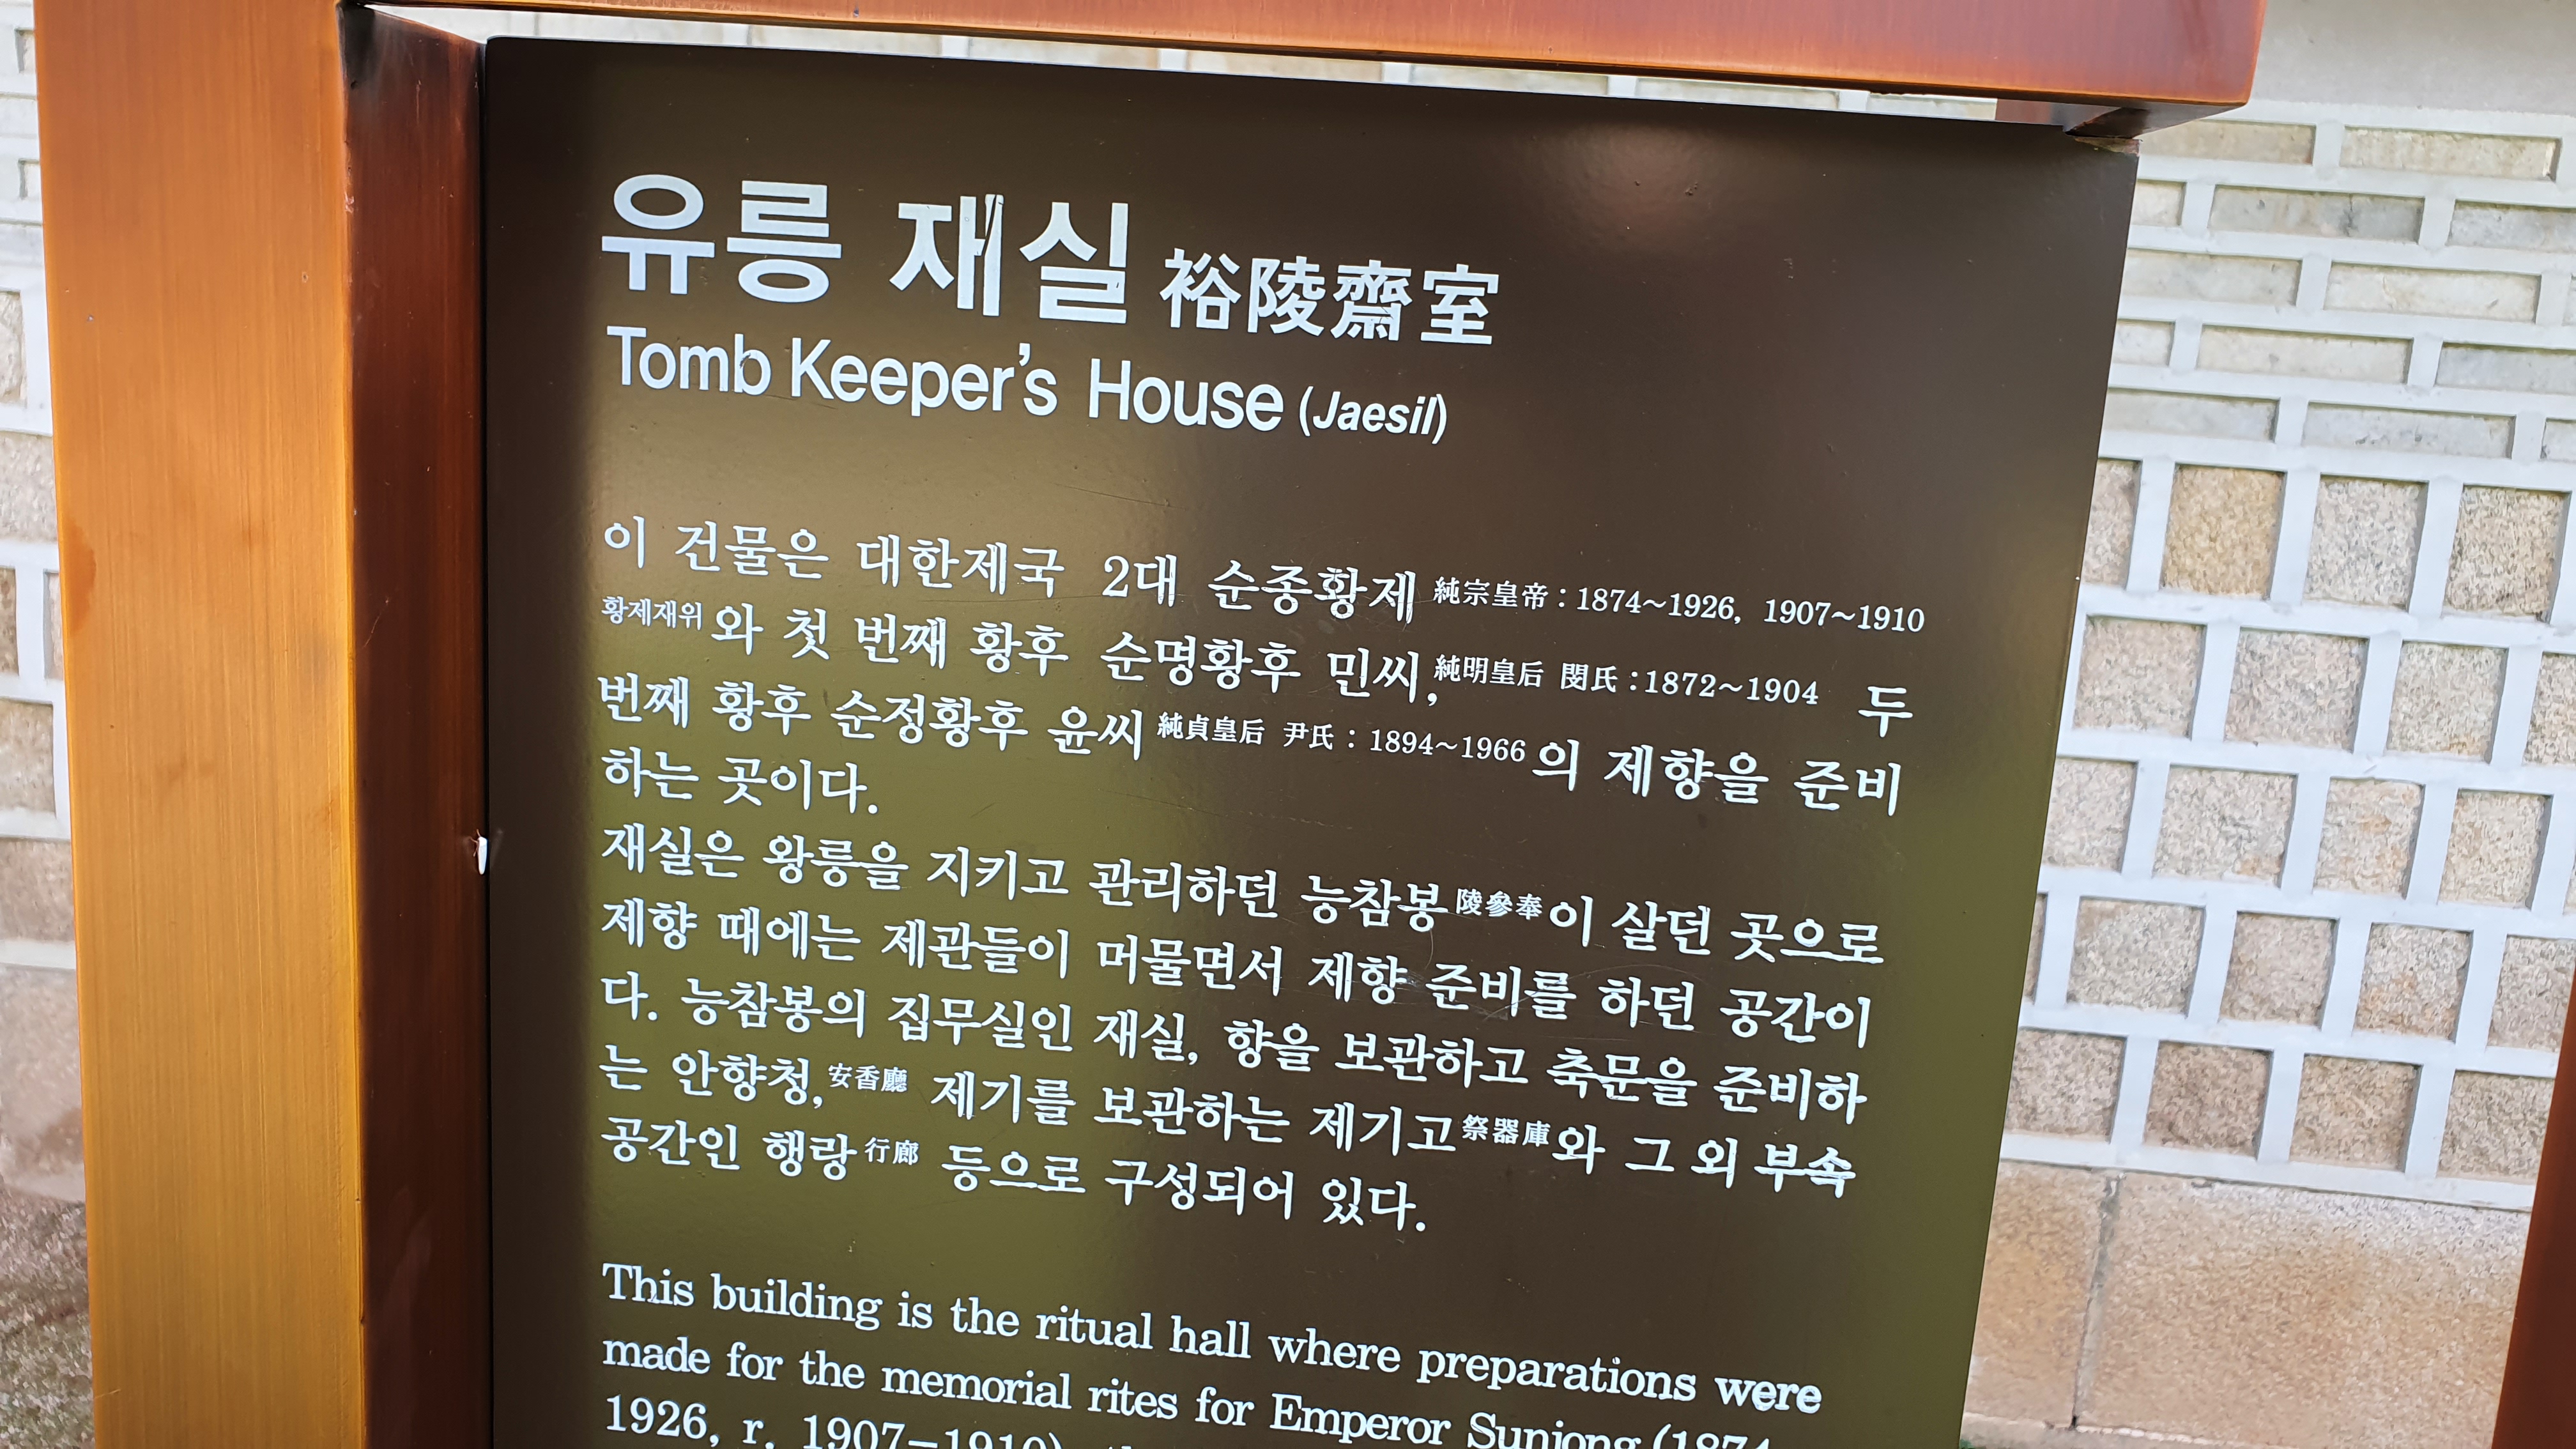 유릉 재실 裕陵齋室
Tomb Keeper's House (Jaesil)
이 건물은 대한제국 2대 순종황제 純宗皇帝 : 1874~1926, 1907~1910
황제재위와 첫 번째 황후 순명황후 민씨, 純明皇后 閔氏 : 1872~1904 두
번째 황후 순정황후 윤씨 純貞皇后 尹氏 : 1894~1966의 제향을 준비
하는 곳이다.
재실은 왕릉을 지키고 관리하던 능참봉 陵參奉이 살던 곳으로
제향 때에는 제관들이 머물면서 제향 준비를 하던 공간이
다. 능참봉의 집무실인 재실, 향을 보관하고 축문을 준비하
는 안향청, 安香廳 제기를 보관하는 제기고 祭器庫와 그 외 부속
공간인 행랑 行廊 등으로 구성되어 있다.
This building is the ritual hall where preparations were
made for the memorial rites for Emperor Sunjong (1874
1926, r. 1907-1910)